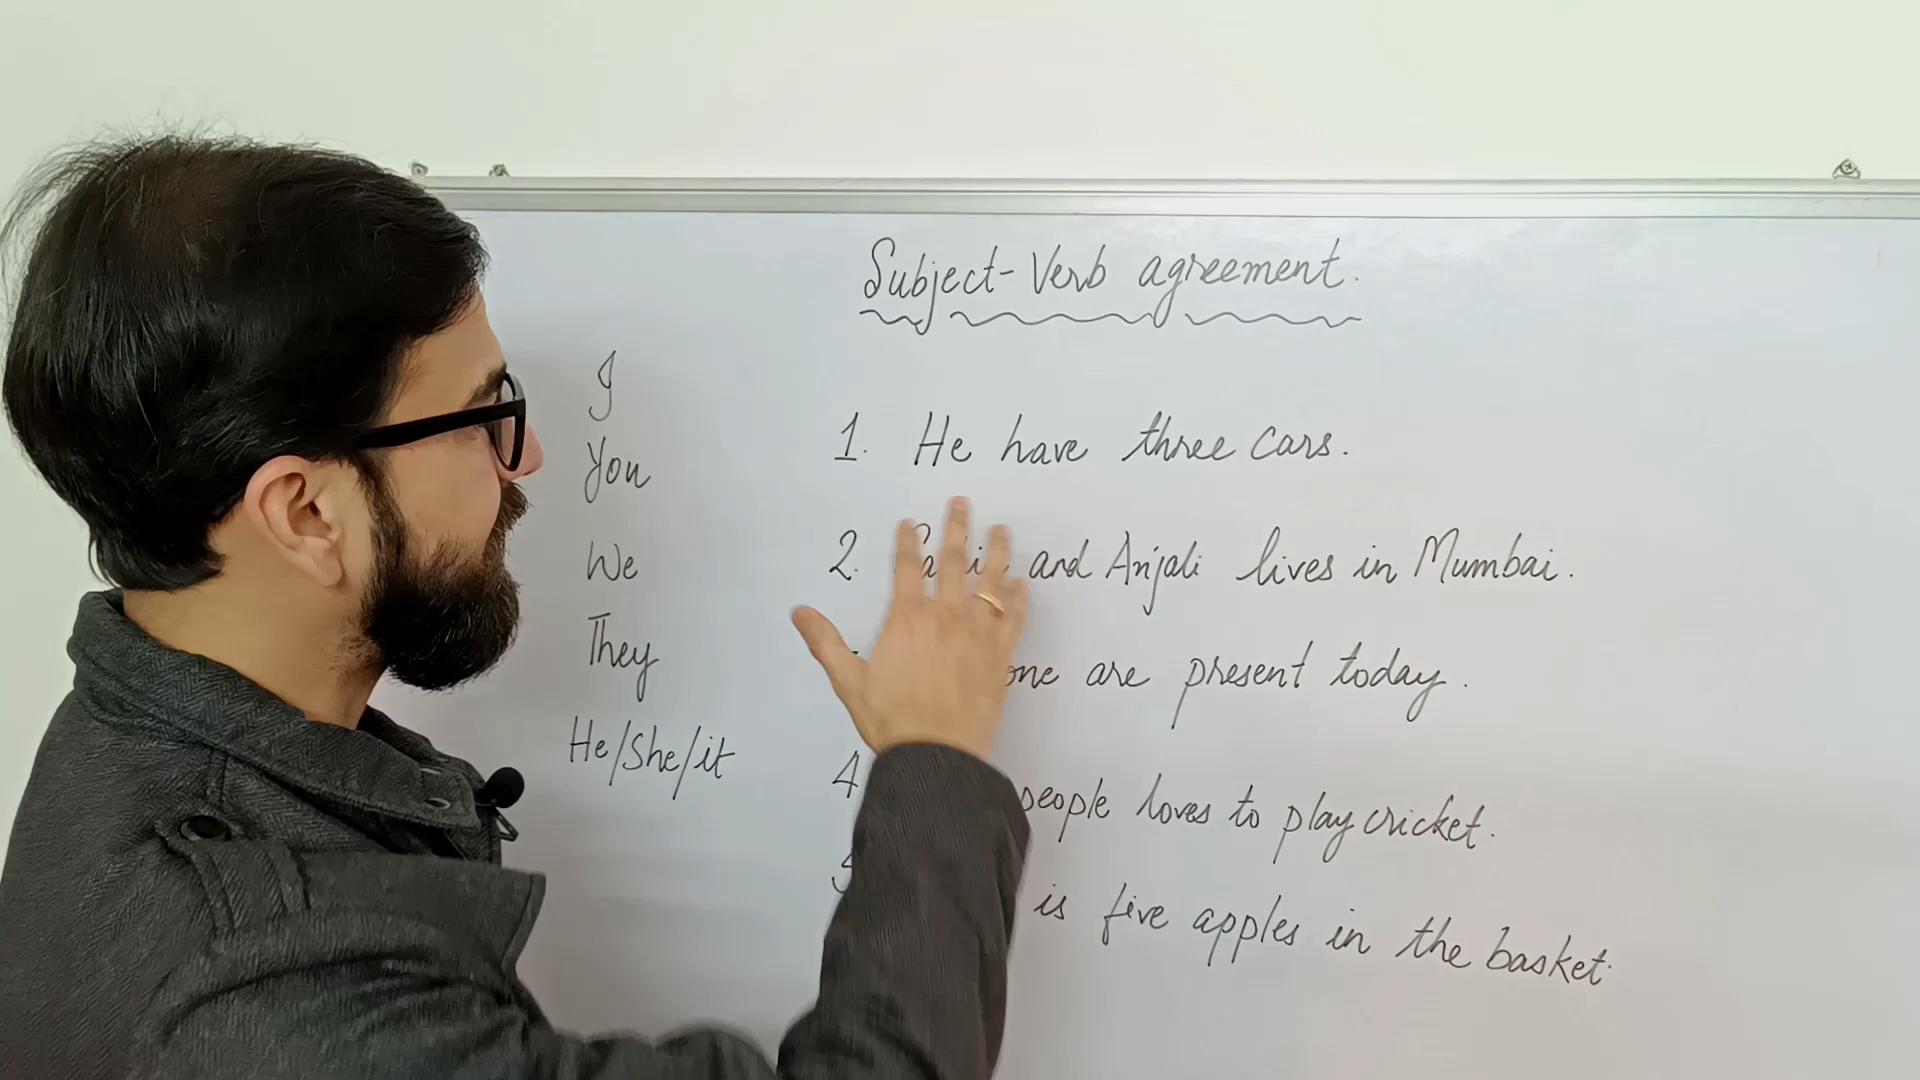 Subject-Verb agreement.
I
You
We
They
He/She/it
1. He have three cars.
2. and Anjali lives in Mumbai.
are present today.
4 people loves to play cricket.
is five apples in the basket.